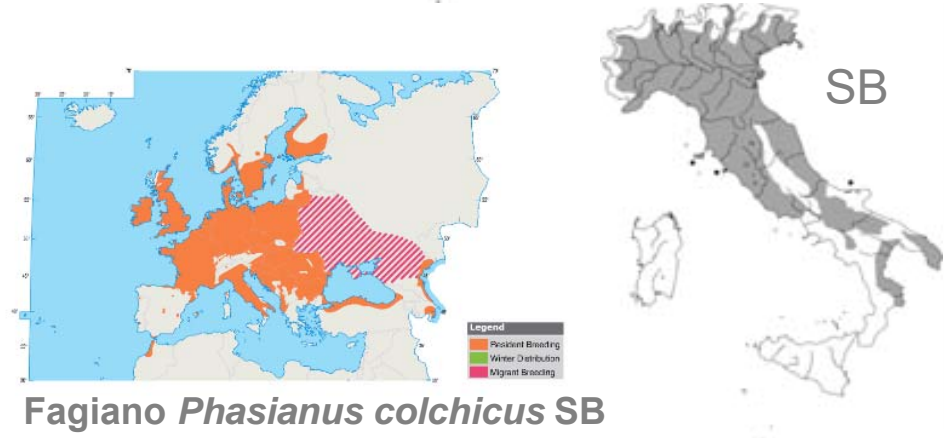 SB
Legend
Resident Breeding
Winter Distribution
Migrant Breeding
Fagiano Phasianus colchicus SB